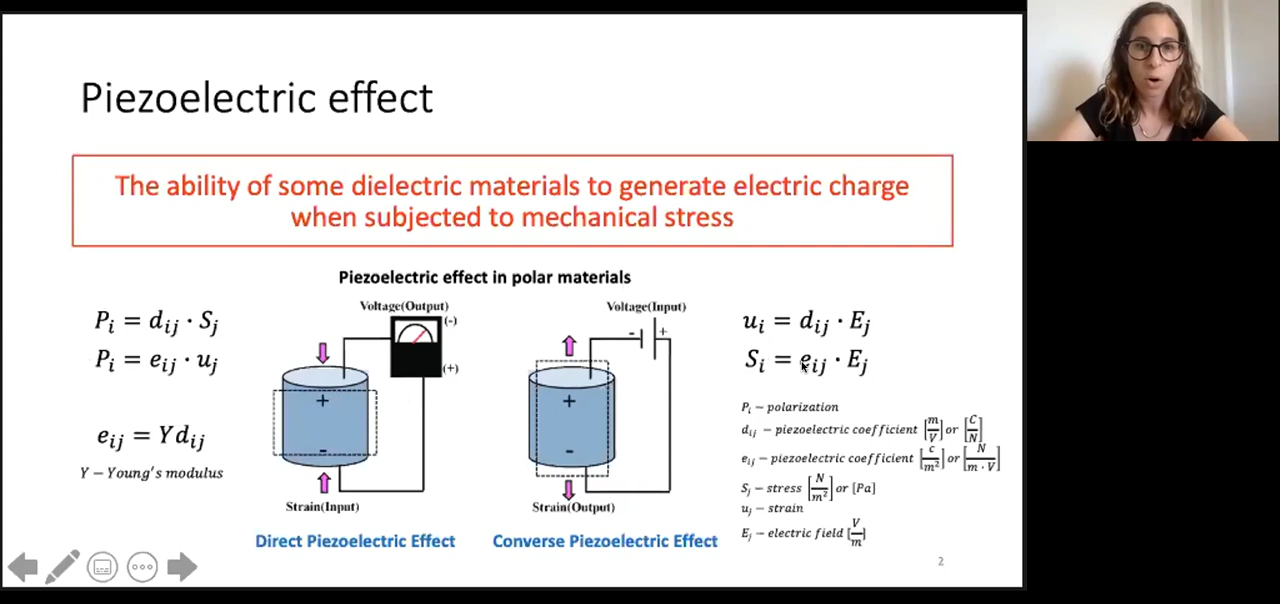 Piezoelectric effect
The ability of some dielectric materials to generate electric charge
when subjected to mechanical stress
Piezoelectric effect in polar materials
P_i = d_ij · S_j
P_i = e_ij · u_j
e_ij = Yd_ij
Y – Young's modulus
Voltage(Output)
(-)
(+)
+
-
Strain(Input)
Direct Piezoelectric Effect
Voltage(Input)
- +
+
-
Strain(Output)
Converse Piezoelectric Effect
u_i = d_ij · E_j
S_i = e_ij · E_j
P_i – polarization
d_ij – piezoelectric coefficient [m/V] or [C/N]
e_ij – piezoelectric coefficient [c/m²] or [N/m·V]
S_j – stress [N/m²] or [Pa]
u_j – strain
E_j – electric field [V/m]
2